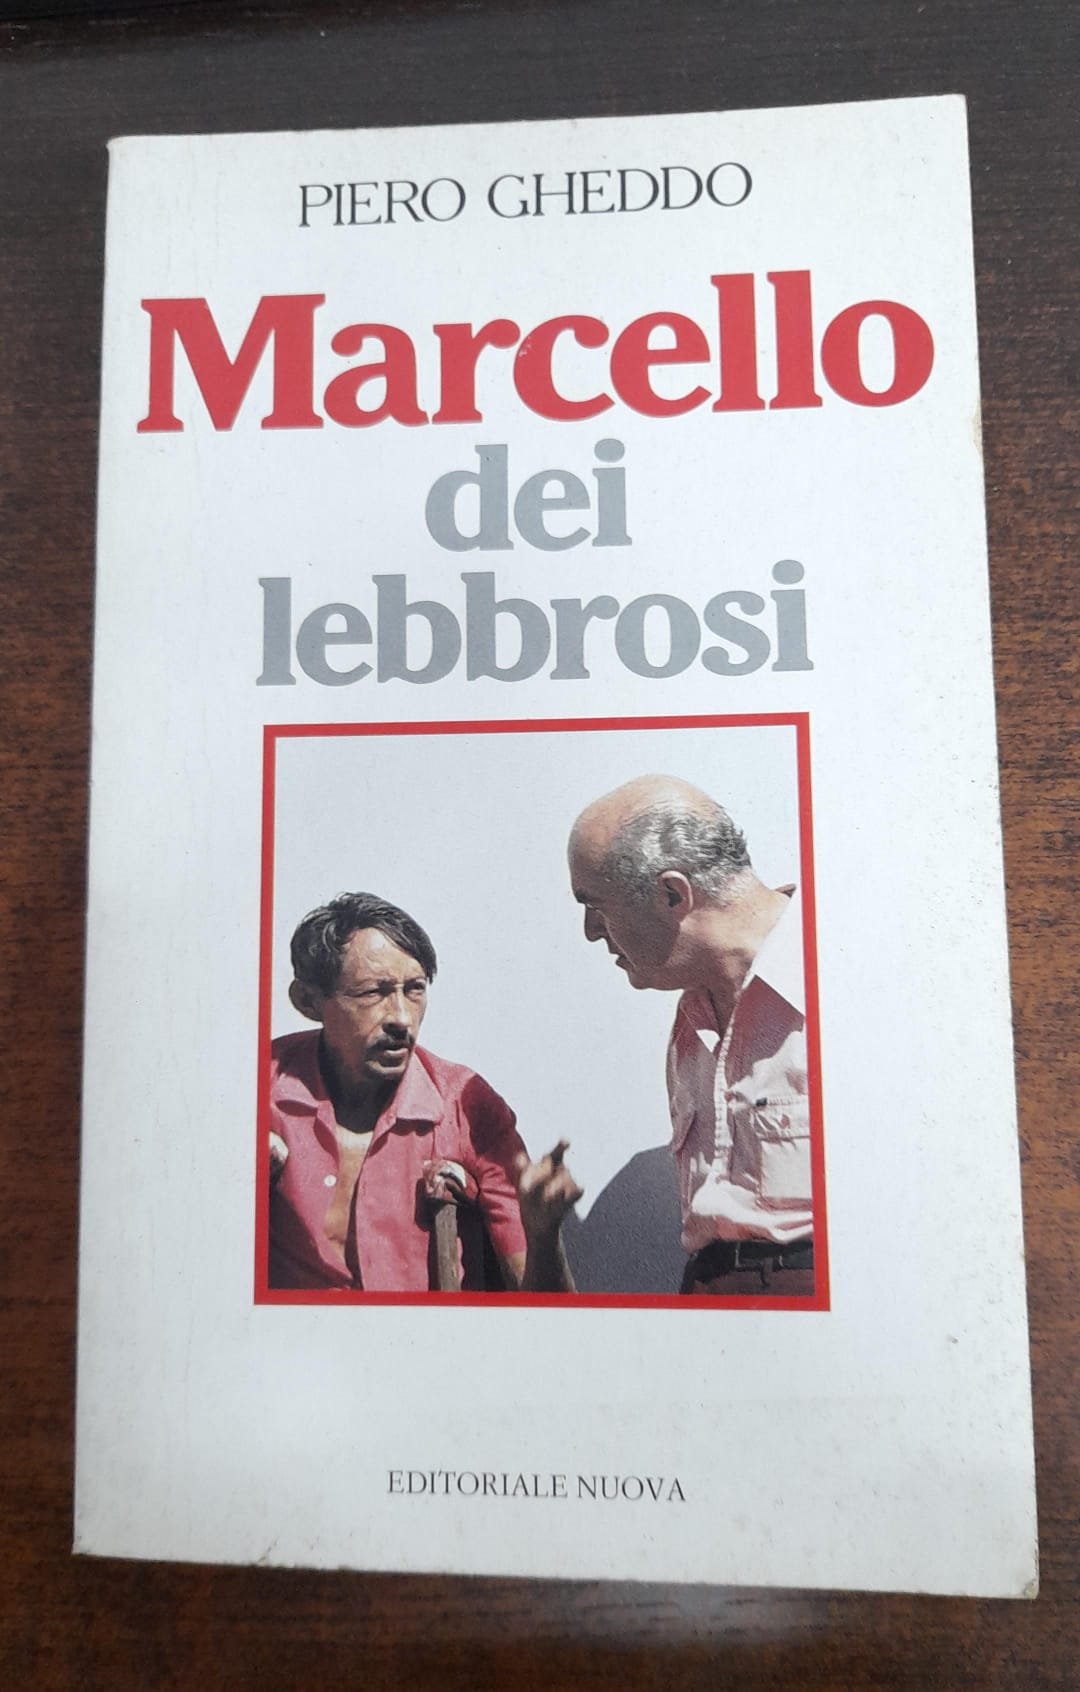 PIERO GHEDDO
Marcello
dei
lebbrosi
EDITORIALE NUOVA